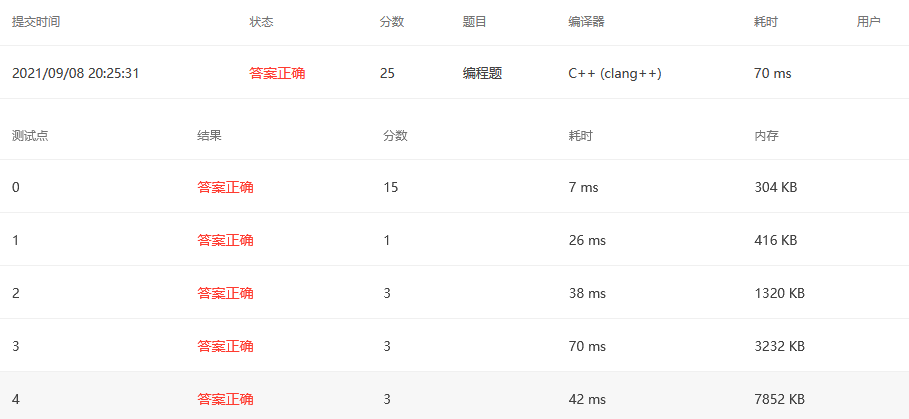 提交时间 状态 分数 题目 编译器 耗时 用户
2021/09/08 20:25:31 答案正确 25 编程题 C++ (clang++) 70 ms
测试点 结果 分数 耗时 内存
0 答案正确 15 7 ms 304 KB
1 答案正确 1 26 ms 416 KB
2 答案正确 3 38 ms 1320 KB
3 答案正确 3 70 ms 3232 KB
4 答案正确 3 42 ms 7852 KB